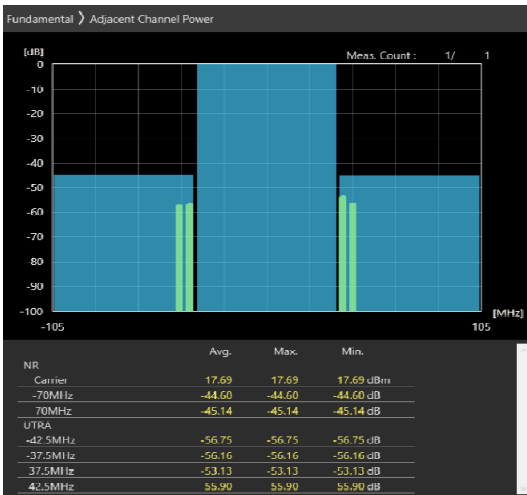 Fundamental ❯ Adjacent Channel Power
[dB] Meas. Count : 1/ 1
0
-10
-20
-30
-40
-50
-60
-70
-80
-90
-100 [MHz]
-105 105
Avg. Max. Min.
NR
Carrier 17.69 17.69 17.69 dBm
-70MHz -44.60 -44.60 -44.60 dB
70MHz -45.14 -45.14 -45.14 dB
UTRA
-42.5MHz -56.75 -56.75 -56.75 dB
-37.5MHz -56.16 -56.16 -56.16 dB
37.5MHz -53.13 -53.13 -53.13 dB
42.5MHz 55.90 55.90 55.90 dB